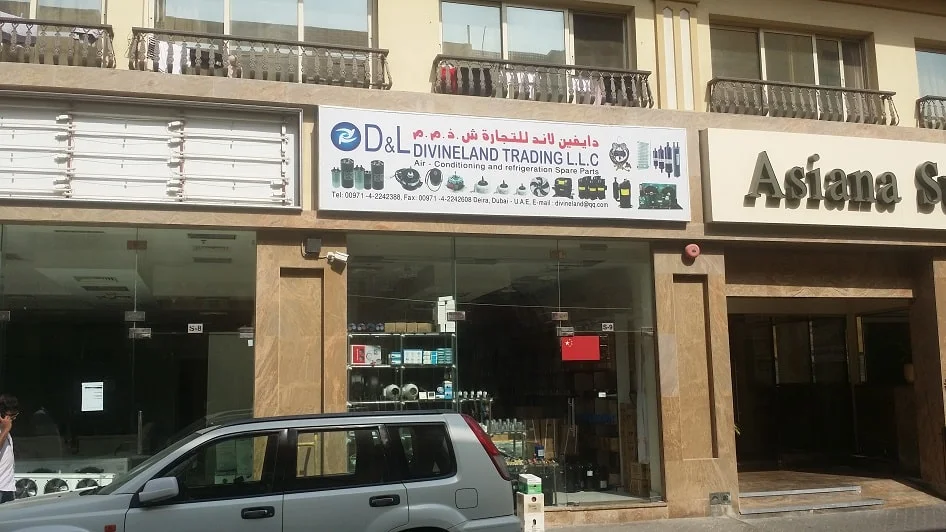 D&L
دايفين لاند للتجارة ش.ذ.م.م
DIVINELAND TRADING L.L.C
Air - Conditioning and refrigeration Spare Parts
Tel: 00971 -4-2242388, Fax: 00971 -4-2242608 Deira, Dubai - U.A.E, E-mail : divineland@qq.com
Asiana
S-8
S-9